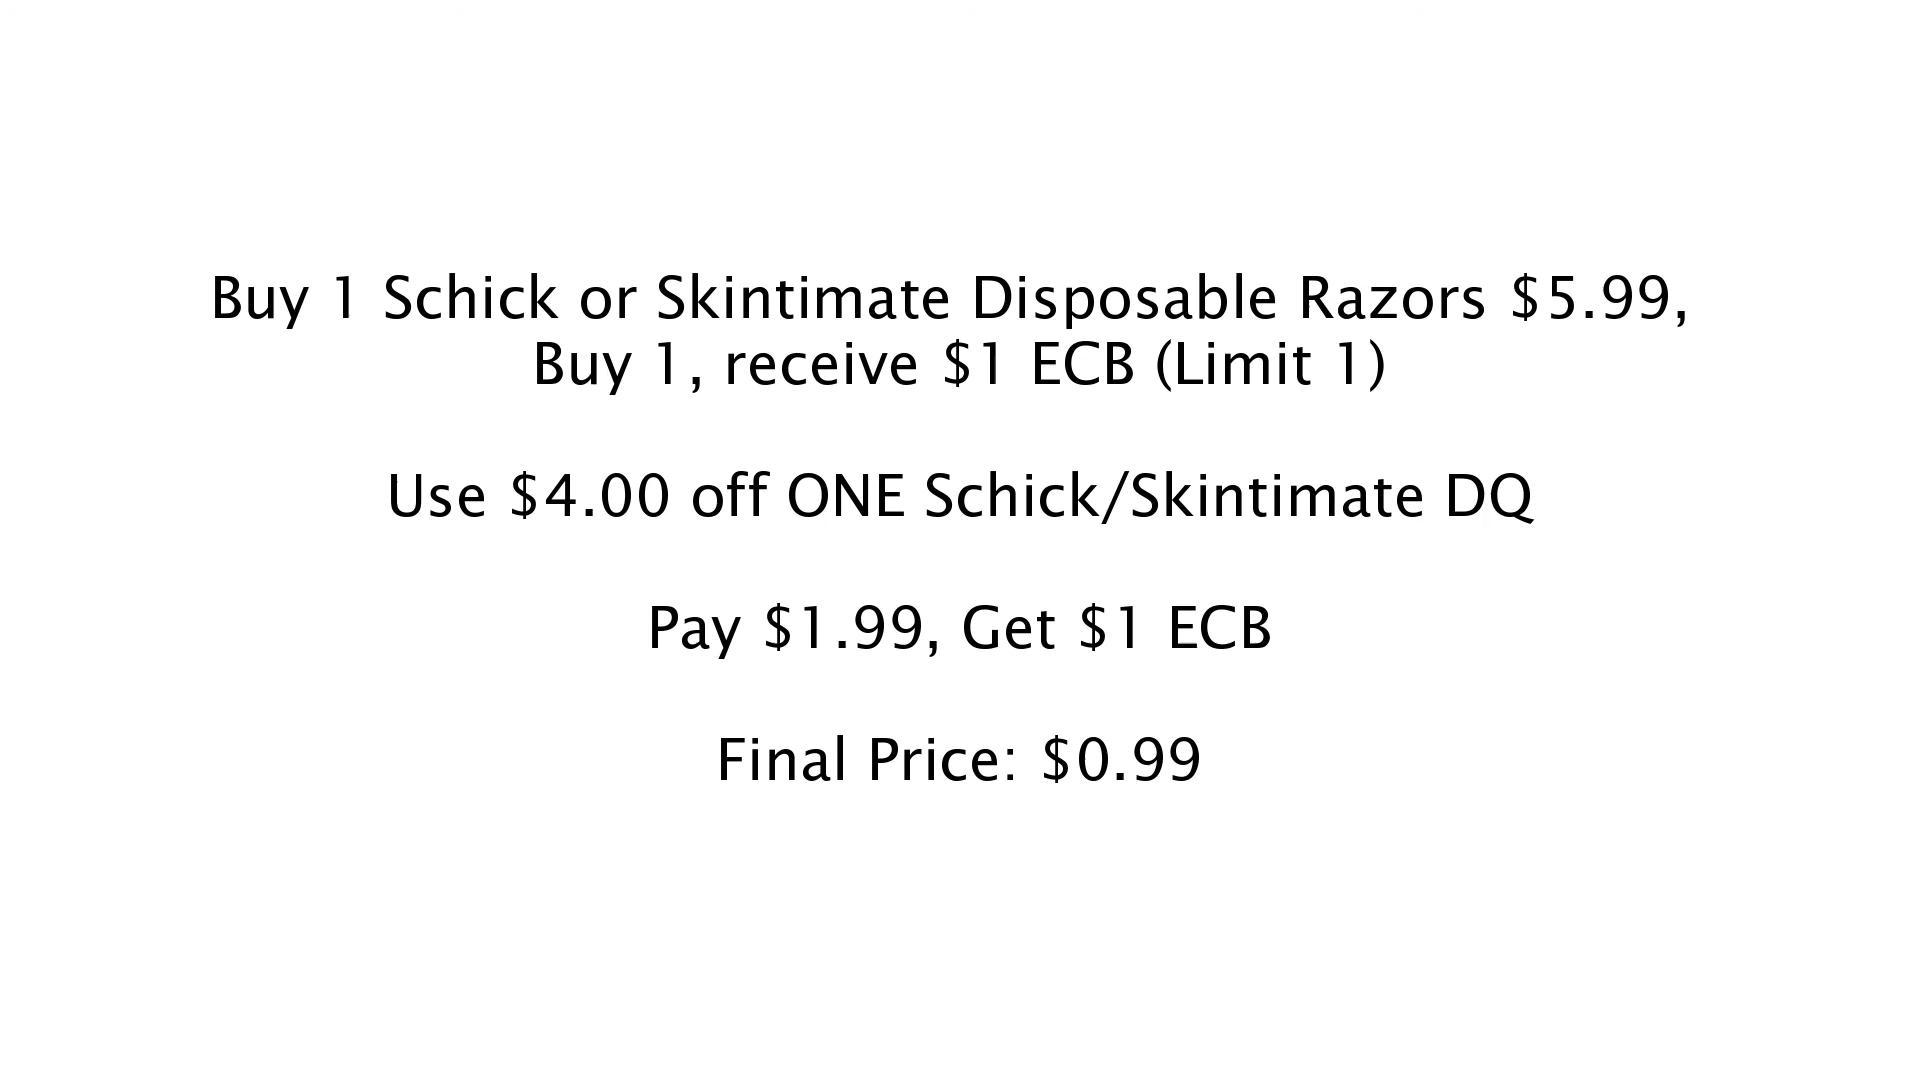 Buy 1 Schick or Skintimate Disposable Razors $5.99,
Buy 1, receive $1 ECB (Limit 1)
Use $4.00 off ONE Schick/Skintimate DQ
Pay $1.99, Get $1 ECB
Final Price: $0.99